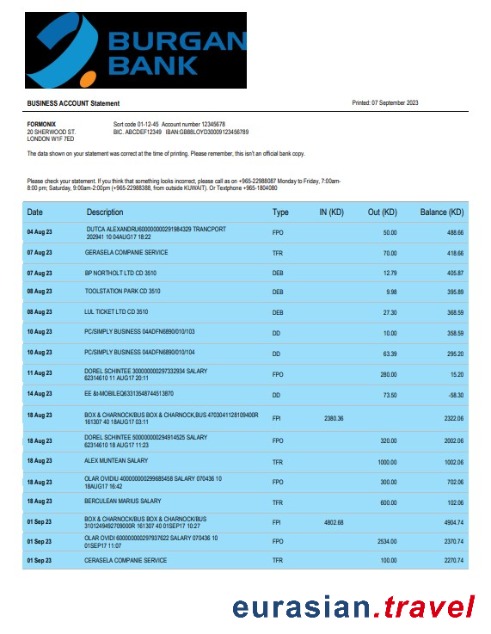 BURGAN
BANK
BUSINESS ACCOUNT Statement Printed: 07 September 2023
FORMONIX Sort code 01-12-45 Account number 12345678
20 SHERWOOD ST. BIC. ABCDEF12349 IBAN:GB88LOYD30009123456789
LONDON W1F 7ED
The data shown on your statement was correct at the time of printing. Please remember, this isn't an official bank copy.
Please check your statement. If you think that something looks incorrect, please call us on +965-22988087 Monday to Friday, 7:00am-
8:00 pm; Saturday, 9:00am-2:00pm (+965-22988388, from outside KUWAIT). Or Textphone +965-1804080
Date Description Type IN (KD) Out (KD) Balance (KD)
04 Aug 23 DUTCA ALEXANDRU600000000291984329 TRANCPORT FPO 50.00 488.66
202941 10 04AUG17 18:22
07 Aug 23 GERASELA COMPANIE SERVICE TFR 70.00 418.66
07 Aug 23 BP NORTHOLT LTD CD 3510 DEB 12.79 405.87
08 Aug 23 TOOLSTATION PARK CD 3510 DEB 9.98 395.89
08 Aug 23 LUL TICKET LTD CD 3510 DEB 27.30 368.59
10 Aug 23 PC/SIMPLY BUSINESS 04ADFN6890/010/103 DD 10.00 358.59
10 Aug 23 PC/SIMPLY BUSINESS 04ADFN6890/010/104 DD 63.39 295.20
11 Aug 23 DOREL SCHINTEE 300000000297332934 SALARY FPO 280.00 15.20
62314610 11 AUG17 20:11
14 Aug 23 EE &t-MOBILEQ63313548744513870 DD 73.50 -58.30
18 Aug 23 BOX & CHARNOCK/BUS BOX & CHARNOCK;BUS 4703041128109400R FPI 2380.36 2322.06
161307 40 18AUG17 03:11
18 Aug 23 DOREL SCHINTEE 500000000294914525 SALARY FPO 320.00 2002.06
62314610 18 AUG17 11:23
18 Aug 23 ALEX MUNTEAN SALARY TFR 1000.00 1002.06
18 Aug 23 OLAR OVIDIU 400000000299685458 SALARY 070436 10 FPO 300.00 702.06
18AUG17 16:42
18 Aug 23 BERCULEAN MARIUS SALARY TFR 600.00 102.06
01 Sep 23 BOX & CHARNOCK/BUS BOX & CHARNOCK/BUS FPI 4802.68 4904.74
3101249492709000R 161307 40 01SEP17 10:27
01 Sep 23 OLAR OVIDI 600000000297937622 SALARY 070436 10 FPO 2534.00 2370.74
01SEP17 11:07
01 Sep 23 CERASELA COMPANIE SERVICE TFR 100.00 2270.74
eurasian.travel